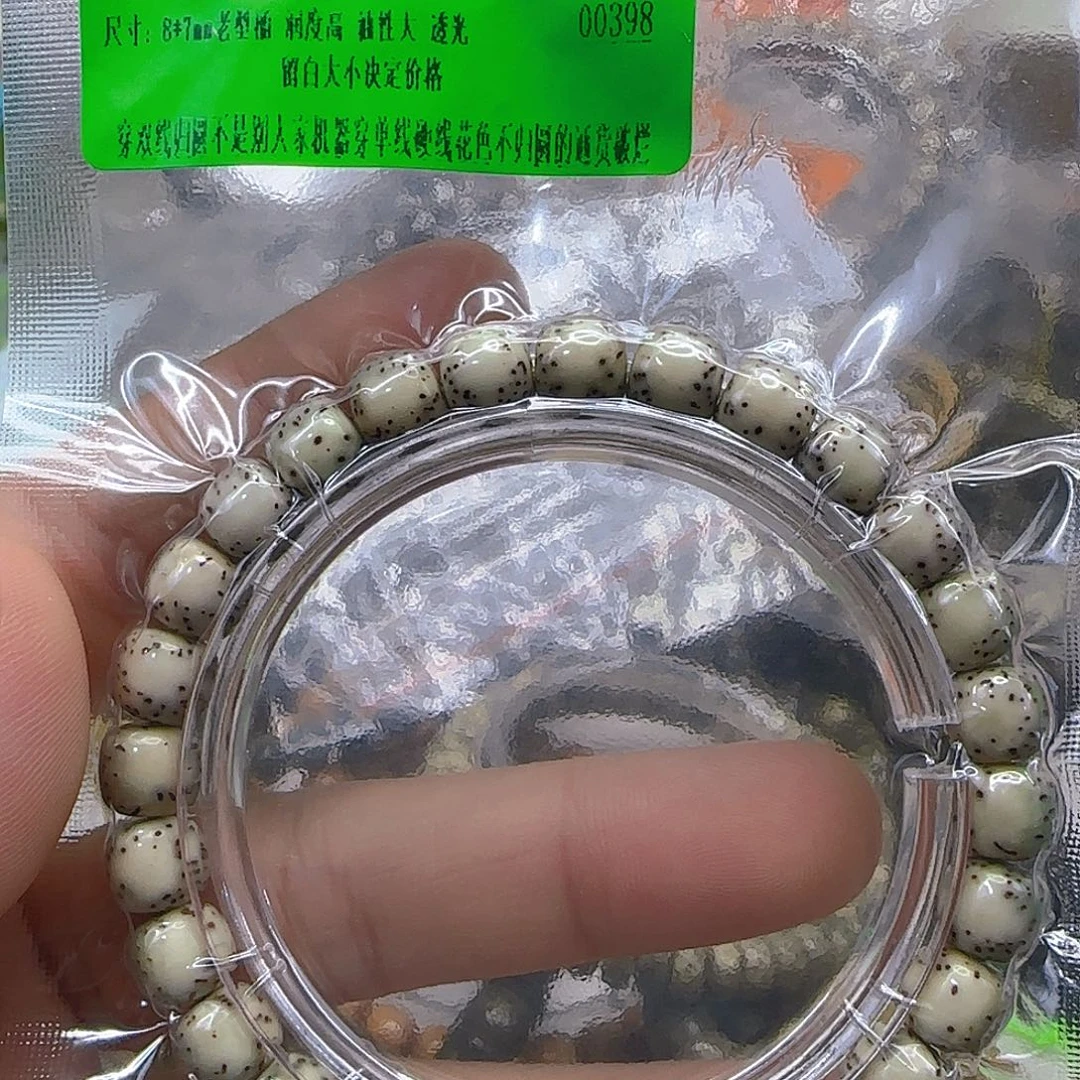 尺寸: 8*7mm老型桶 润度高 油性大 透光
00398
留白大小决定价格
穿双线归圆不是别人家机器穿单线硬线花色不归圆的通货破烂